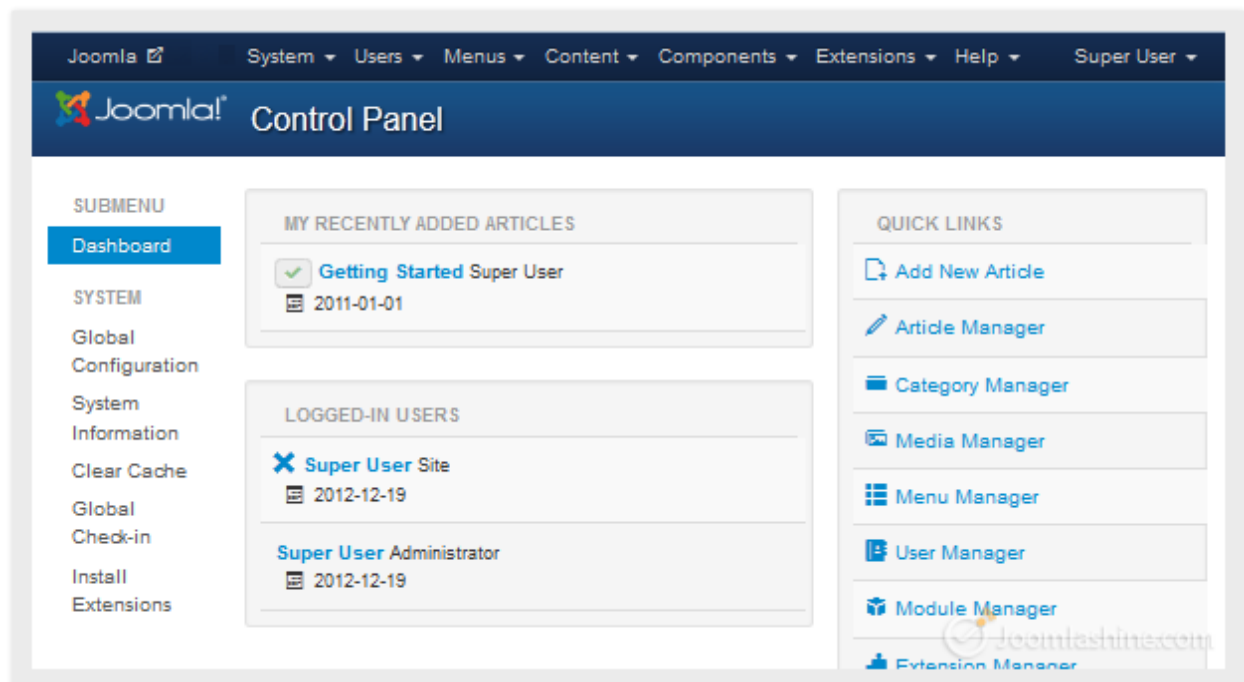 Joomla System Users Menus Content Components Extensions Help Super User
Joomla! Control Panel
SUBMENU
Dashboard
SYSTEM
Global
Configuration
System
Information
Clear Cache
Global
Check-in
Install
Extensions
MY RECENTLY ADDED ARTICLES
Getting Started Super User
2011-01-01
LOGGED-IN USERS
Super User Site
2012-12-19
Super User Administrator
2012-12-19
QUICK LINKS
Add New Article
Article Manager
Category Manager
Media Manager
Menu Manager
User Manager
Module Manager
Extension Manager
Joomlashine.com